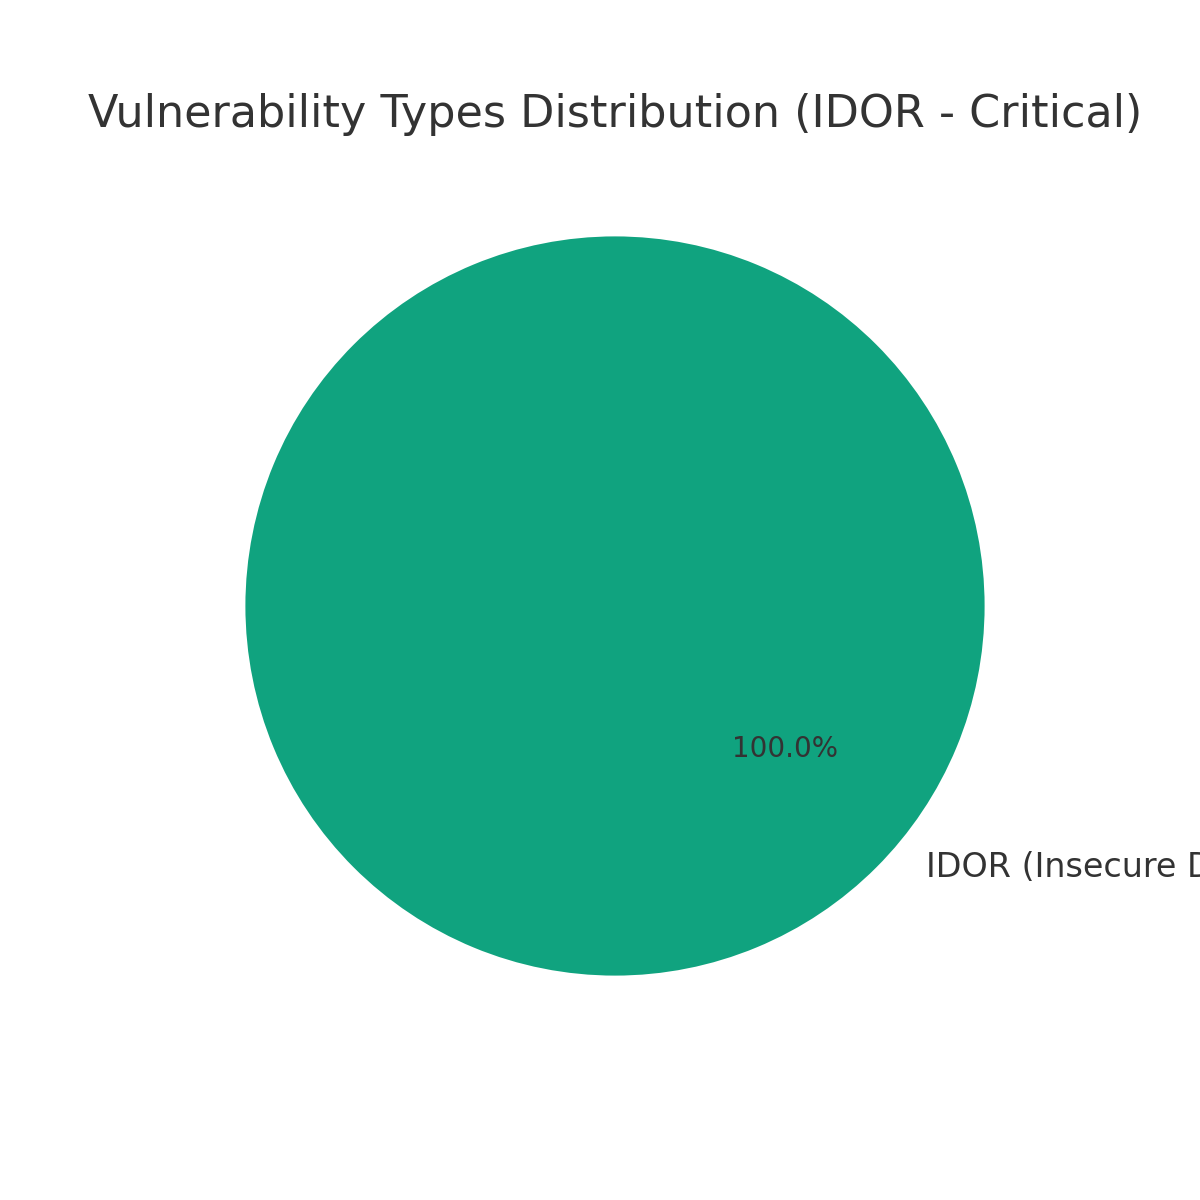 Vulnerability Types Distribution (IDOR - Critical)
100.0%
IDOR (Insecure